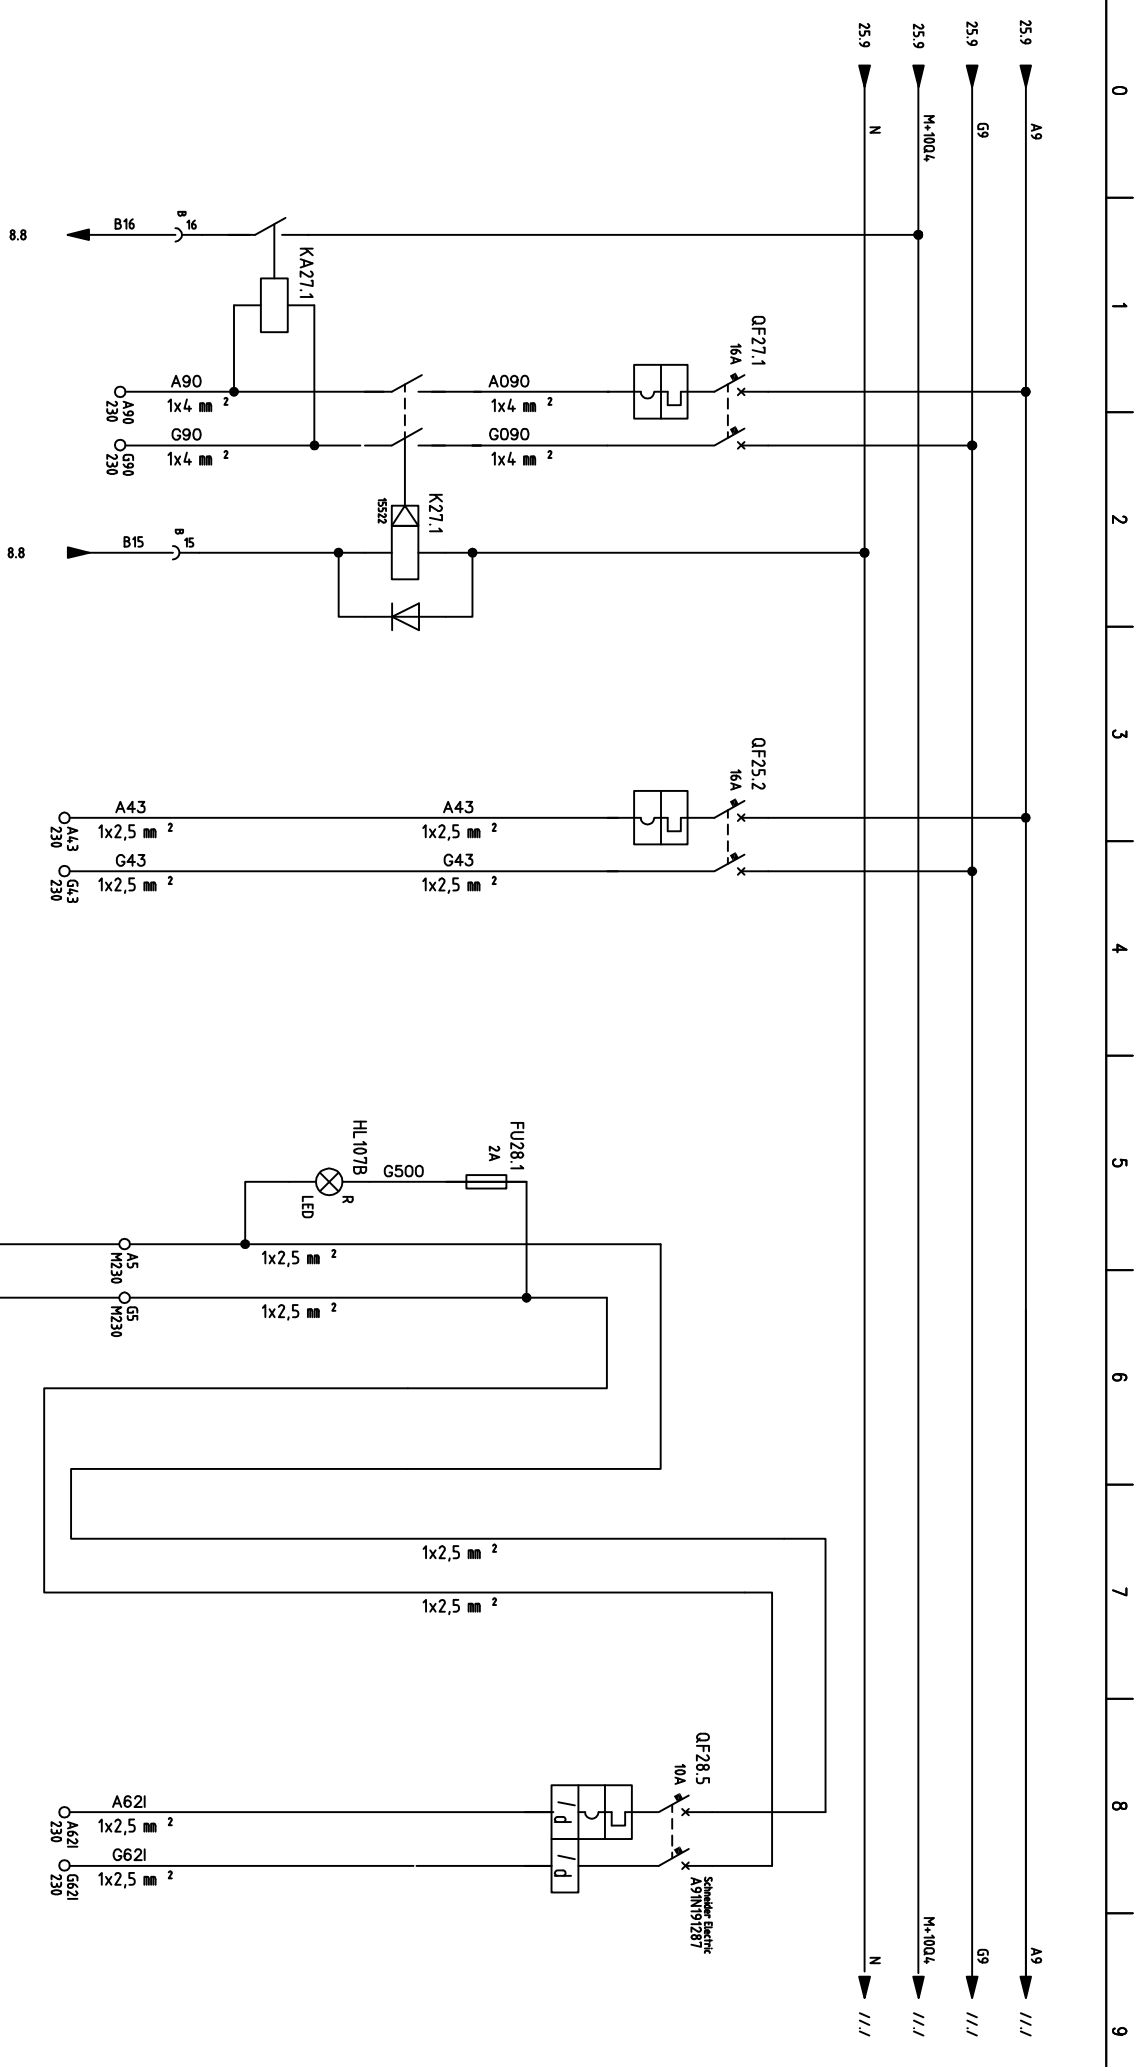 0
1
2
3
4
5
6
7
8
9
25.9
A9
A9
//./
25.9
G9
G9
//./
25.9
M+10Q4
M+10Q4
//./
25.9
N
N
//./
8.8
B16
B
16
KA27.1
QF27.1
16A
A90
1x4 mm 2
A090
1x4 mm 2
A90
230
G90
1x4 mm 2
G090
1x4 mm 2
G90
230
K27.1
15522
8.8
B15
B
15
QF25.2
16A
A43
1x2,5 mm 2
A43
1x2,5 mm 2
A43
230
G43
1x2,5 mm 2
G43
1x2,5 mm 2
G43
230
FU28.1
2A
HL107B
G500
R
LED
A5
M230
1x2,5 mm 2
G5
M230
1x2,5 mm 2
1x2,5 mm 2
1x2,5 mm 2
QF28.5
10A
Schneider Electric
A91N191287
/d
/d
A62I
1x2,5 mm 2
A62I
230
G62I
1x2,5 mm 2
G62I
230